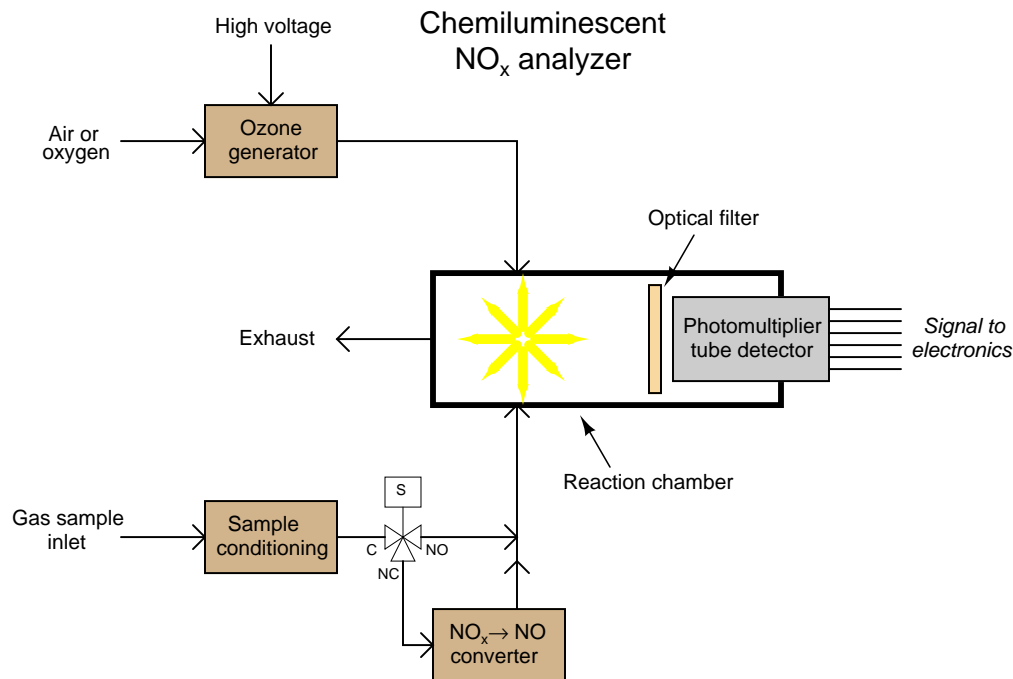 High voltage
Chemiluminescent
NOx analyzer
Air or
oxygen
Ozone
generator
Optical filter
Exhaust
Photomultiplier
tube detector
Signal to
electronics
Reaction chamber
S
Gas sample
inlet
Sample
conditioning
C
NO
NC
NOx → NO
converter